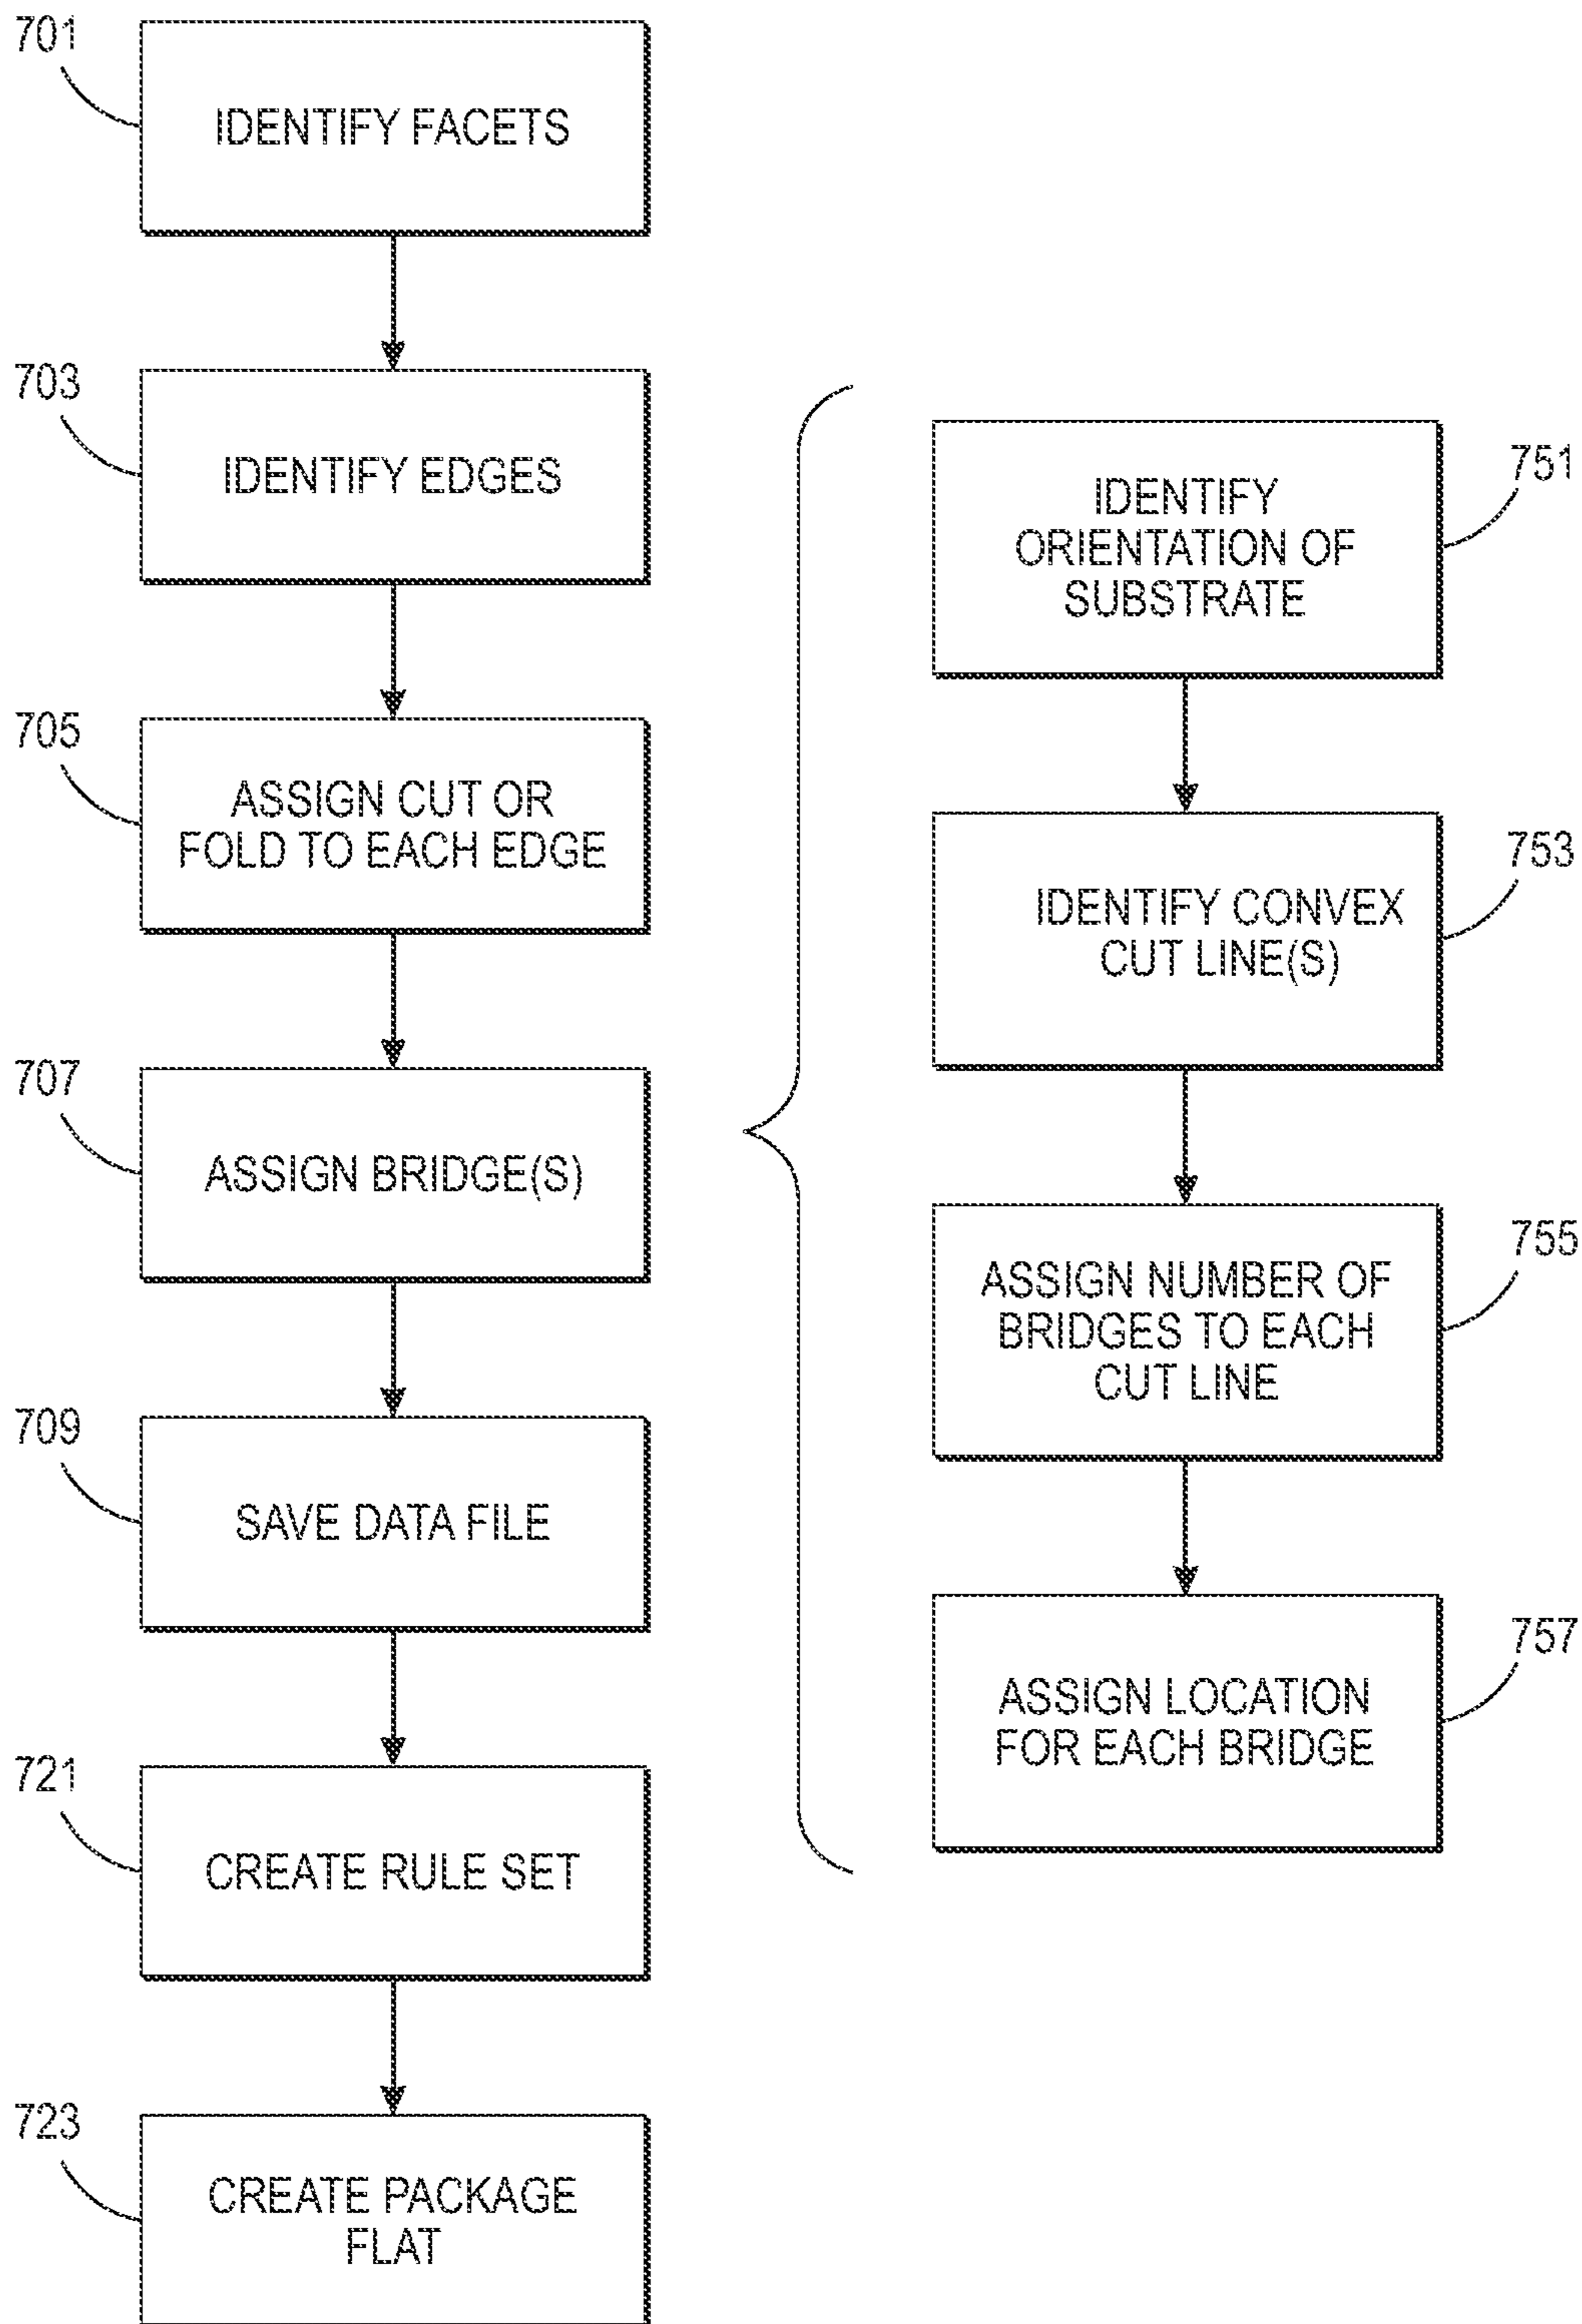 701
IDENTIFY FACETS
703
IDENTIFY EDGES
705
ASSIGN CUT OR
FOLD TO EACH EDGE
707
ASSIGN BRIDGE(S)
709
SAVE DATA FILE
721
CREATE RULE SET
723
CREATE PACKAGE
FLAT
751
IDENTIFY
ORIENTATION OF
SUBSTRATE
753
IDENTIFY CONVEX
CUT LINE(S)
755
ASSIGN NUMBER OF
BRIDGES TO EACH
CUT LINE
757
ASSIGN LOCATION
FOR EACH BRIDGE